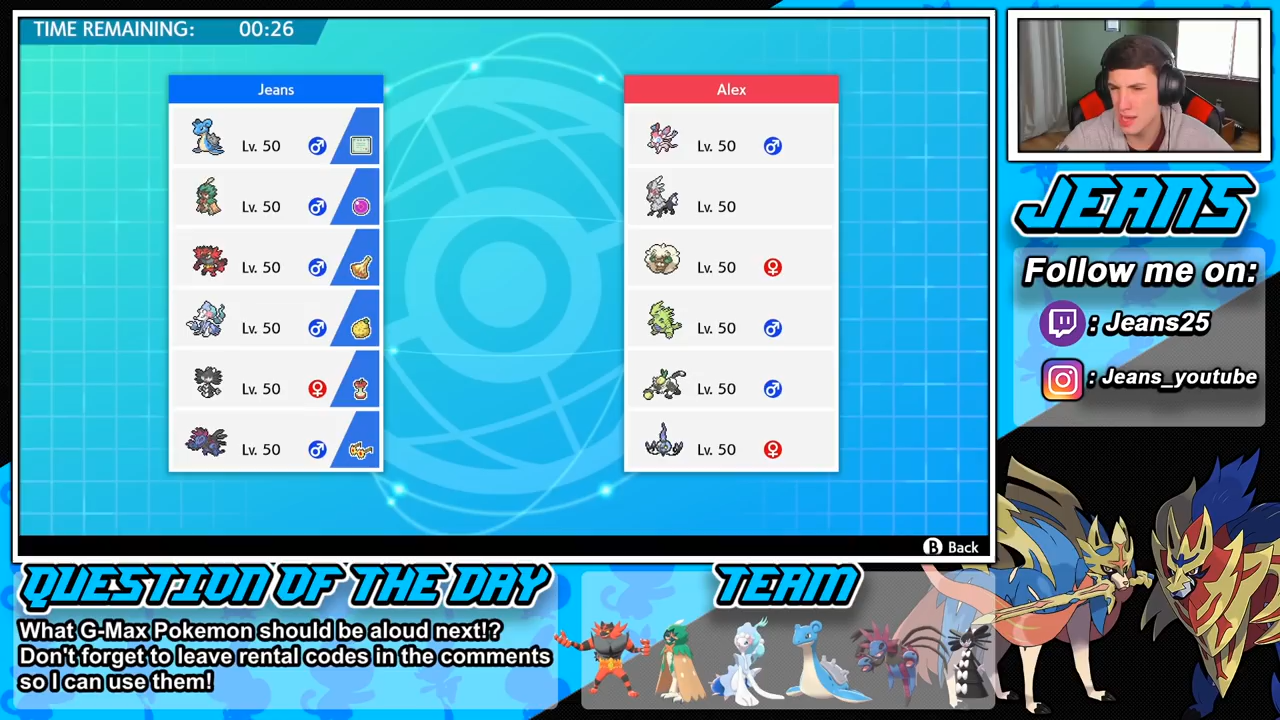 TIME REMAINING: 00:26
Jeans
Lv. 50
Lv. 50
Lv. 50
Lv. 50
Lv. 50
Lv. 50
Alex
Lv. 50
Lv. 50
Lv. 50
Lv. 50
Lv. 50
Lv. 50
B Back
JEANS
Follow me on:
: Jeans25
: Jeans_youtube
QUESTION OF THE DAY
What G-Max Pokemon should be aloud next!?
Don't forget to leave rental codes in the comments
so I can use them!
TEAM